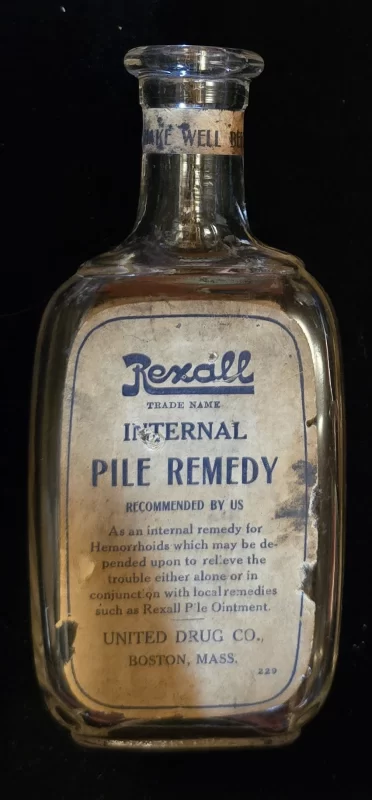 WELL
Rexall
TRADE NAME
INTERNAL
PILE REMEDY
RECOMMENDED BY US
As an internal remedy for
Hemorrhoids which may be de-
pended upon to relieve the
trouble either alone or in
conjunction with local remedies
such as Rexall Pile Ointment.
UNITED DRUG CO.,
BOSTON, MASS.
229